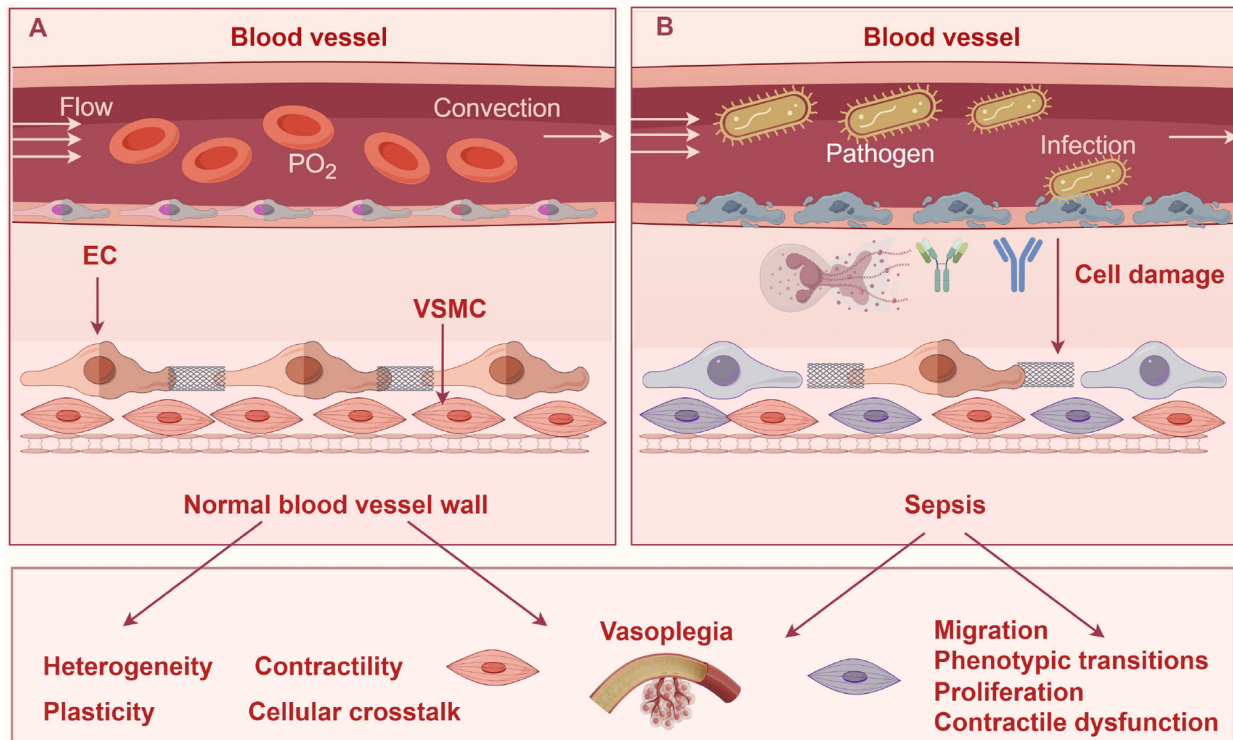 A
Blood vessel
Flow
Convection
PO₂
EC
VSMC
Normal blood vessel wall
B
Blood vessel
Pathogen
Infection
Cell damage
Sepsis
Heterogeneity
Contractility
Plasticity
Cellular crosstalk
Vasoplegia
Migration
Phenotypic transitions
Proliferation
Contractile dysfunction